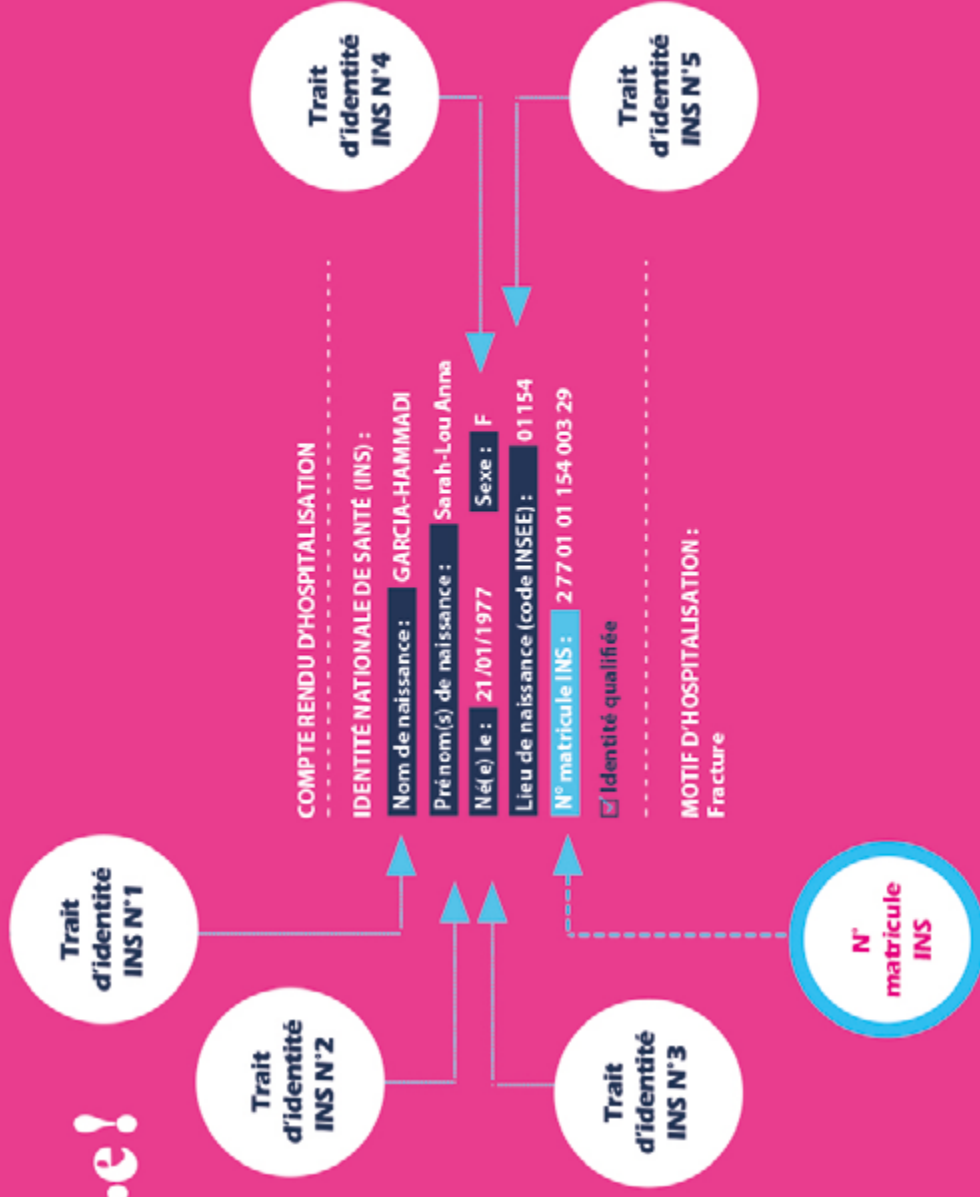 e !
Trait
d'identité
INS N°1
Trait
d'identité
INS N°2
Trait
d'identité
INS N°3
N°
matricule
INS
COMPTE RENDU D'HOSPITALISATION
IDENTITÉ NATIONALE DE SANTÉ (INS) :
Nom de naissance : GARCIA-HAMMADI
Prénom(s) de naissance : Sarah-Lou Anna
Né(e) le : 21/01/1977 Sexe : F
Lieu de naissance (code INSEE) : 01154
N° matricule INS : 2 77 01 01 154 003 29
Identité qualifiée
MOTIF D'HOSPITALISATION :
Fracture
Trait
d'identité
INS N°4
Trait
d'identité
INS N°5